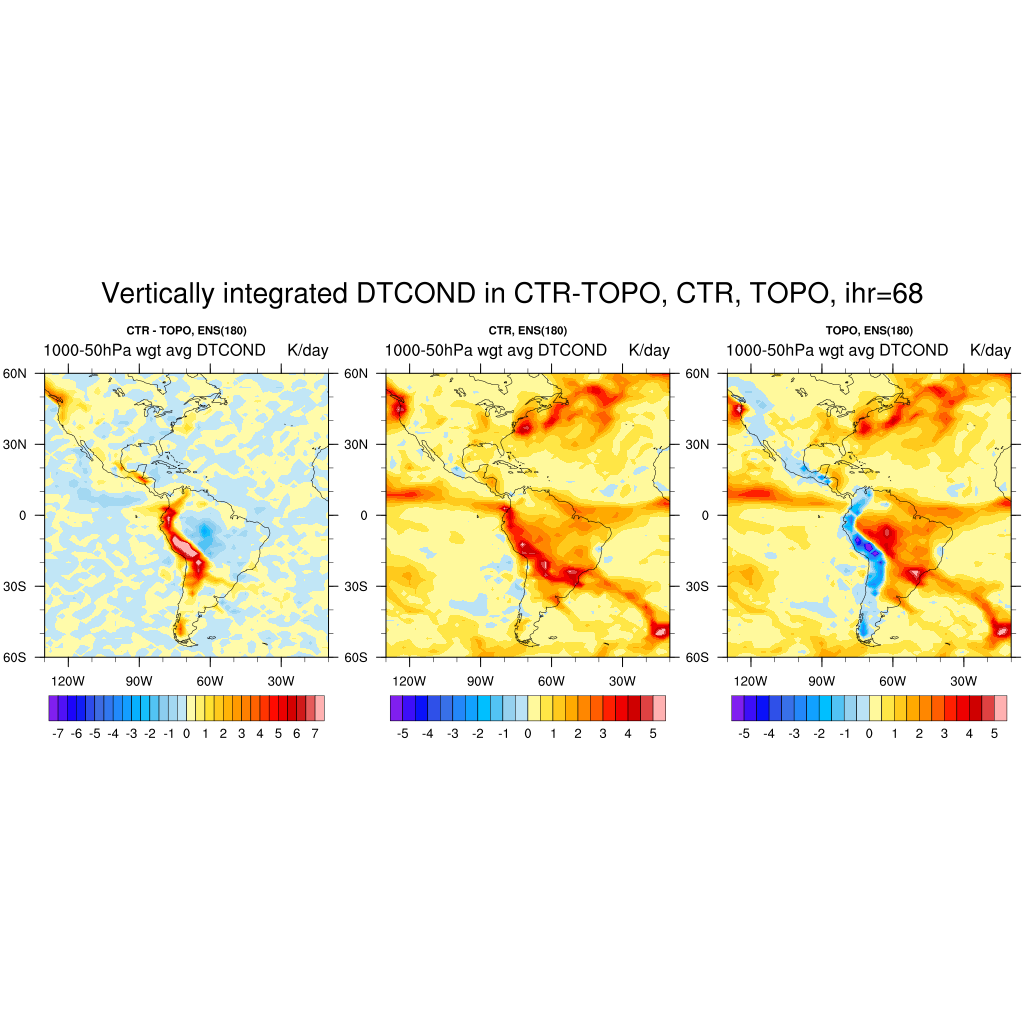 Vertically integrated DTCOND in CTR-TOPO, CTR, TOPO, ihr=68
CTR - TOPO, ENS(180)
1000-50hPa wgt avg DTCOND K/day
60N
30N
0
30S
60S
120W 90W 60W 30W
-7 -6 -5 -4 -3 -2 -1 0 1 2 3 4 5 6 7
CTR, ENS(180)
1000-50hPa wgt avg DTCOND K/day
60N
30N
0
30S
60S
120W 90W 60W 30W
-5 -4 -3 -2 -1 0 1 2 3 4 5
TOPO, ENS(180)
1000-50hPa wgt avg DTCOND K/day
60N
30N
0
30S
60S
120W 90W 60W 30W
-5 -4 -3 -2 -1 0 1 2 3 4 5